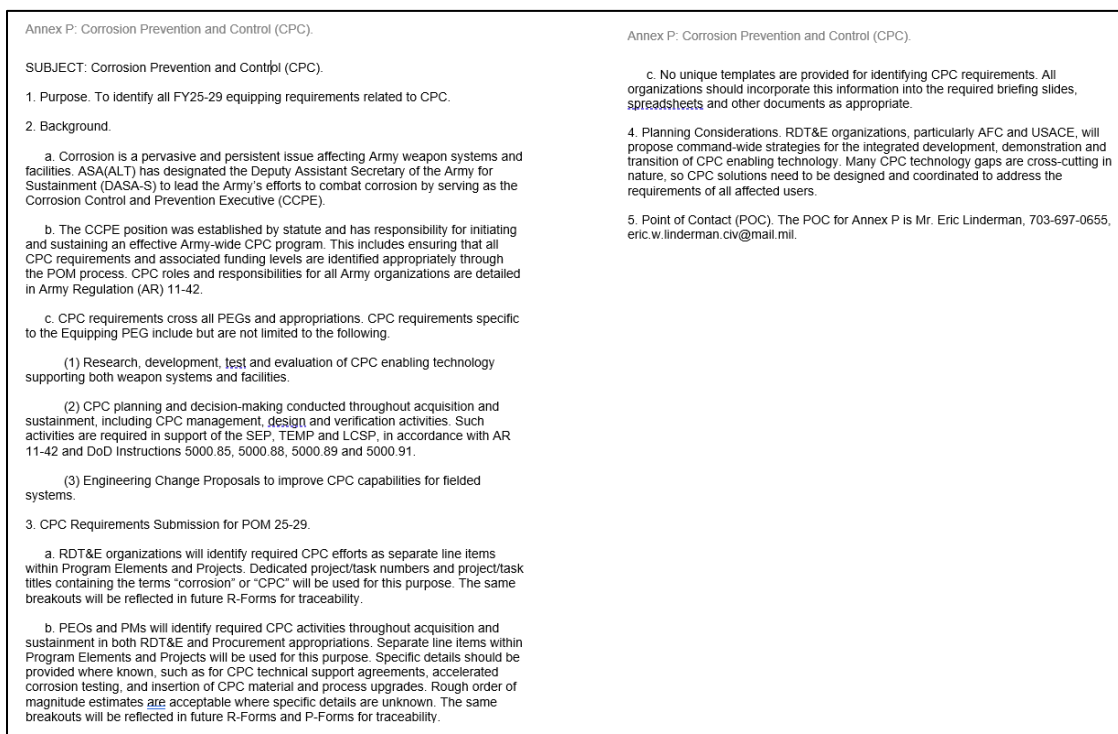 Annex P: Corrosion Prevention and Control (CPC).
SUBJECT: Corrosion Prevention and Control (CPC).
1. Purpose. To identify all FY25-29 equipping requirements related to CPC.
2. Background.
a. Corrosion is a pervasive and persistent issue affecting Army weapon systems and
facilities. ASA(ALT) has designated the Deputy Assistant Secretary of the Army for
Sustainment (DASA-S) to lead the Army's efforts to combat corrosion by serving as the
Corrosion Control and Prevention Executive (CCPE).
b. The CCPE position was established by statute and has responsibility for initiating
and sustaining an effective Army-wide CPC program. This includes ensuring that all
CPC requirements and associated funding levels are identified appropriately through
the POM process. CPC roles and responsibilities for all Army organizations are detailed
in Army Regulation (AR) 11-42.
c. CPC requirements cross all PEGs and appropriations. CPC requirements specific
to the Equipping PEG include but are not limited to the following.
(1) Research, development, test and evaluation of CPC enabling technology
supporting both weapon systems and facilities.
(2) CPC planning and decision-making conducted throughout acquisition and
sustainment, including CPC management, design and verification activities. Such
activities are required in support of the SEP, TEMP and LCSP, in accordance with AR
11-42 and DoD Instructions 5000.85, 5000.88, 5000.89 and 5000.91.
(3) Engineering Change Proposals to improve CPC capabilities for fielded
systems.
3. CPC Requirements Submission for POM 25-29.
a. RDT&E organizations will identify required CPC efforts as separate line items
within Program Elements and Projects. Dedicated project/task numbers and project/task
titles containing the terms “corrosion” or “CPC” will be used for this purpose. The same
breakouts will be reflected in future R-Forms for traceability.
b. PEOs and PMs will identify required CPC activities throughout acquisition and
sustainment in both RDT&E and Procurement appropriations. Separate line items within
Program Elements and Projects will be used for this purpose. Specific details should be
provided where known, such as for CPC technical support agreements, accelerated
corrosion testing, and insertion of CPC material and process upgrades. Rough order of
magnitude estimates are acceptable where specific details are unknown. The same
breakouts will be reflected in future R-Forms and P-Forms for traceability.
Annex P: Corrosion Prevention and Control (CPC).
c. No unique templates are provided for identifying CPC requirements. All
organizations should incorporate this information into the required briefing slides,
spreadsheets and other documents as appropriate.
4. Planning Considerations. RDT&E organizations, particularly AFC and USACE, will
propose command-wide strategies for the integrated development, demonstration and
transition of CPC enabling technology. Many CPC technology gaps are cross-cutting in
nature, so CPC solutions need to be designed and coordinated to address the
requirements of all affected users.
5. Point of Contact (POC). The POC for Annex P is Mr. Eric Linderman, 703-697-0655,
eric.w.linderman.civ@mail.mil.